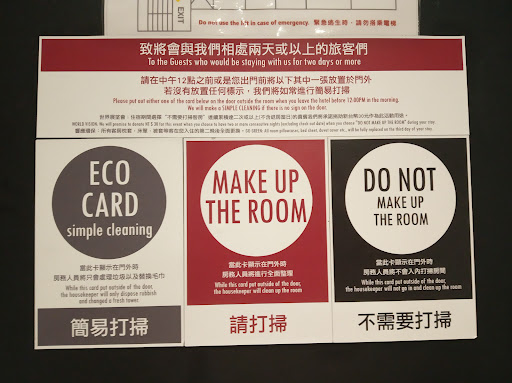 EXIT
Do not use the lift in case of emergency. 緊急逃生時，請勿搭乘電梯
致將會與我們相處兩天或以上的旅客們
To the Guests who would be staying with us for two days or more
請在中午12點之前或是您出門前將以下其中一張放置於門外
若沒有放置任何標示，我們將如常進行簡易打掃
Please put out either one of the card below on the door outside the room when you leave the hotel before 12:00PM in the morning.
We will make a SIMPLE CLEANING if there is no sign on the door.
ECO
CARD
simple cleaning
當此卡顯示在門外時
房務人員將只會處理垃圾以及替換毛巾
While this card put outside of the door,
the housekeeper will only dispose rubbish
and changed a fresh towel
簡易打掃
MAKE UP
THE ROOM
當此卡顯示在門外時
房務人員將進行全面整理
While this card put outside of the door,
the housekeeper will clean up the room
請打掃
DO NOT
MAKE UP
THE ROOM
當此卡顯示在門外時
房務人員將不會入內打掃房間
While this card put outside of the door,
the housekeeper will not go in and clean up the room
不需要打掃